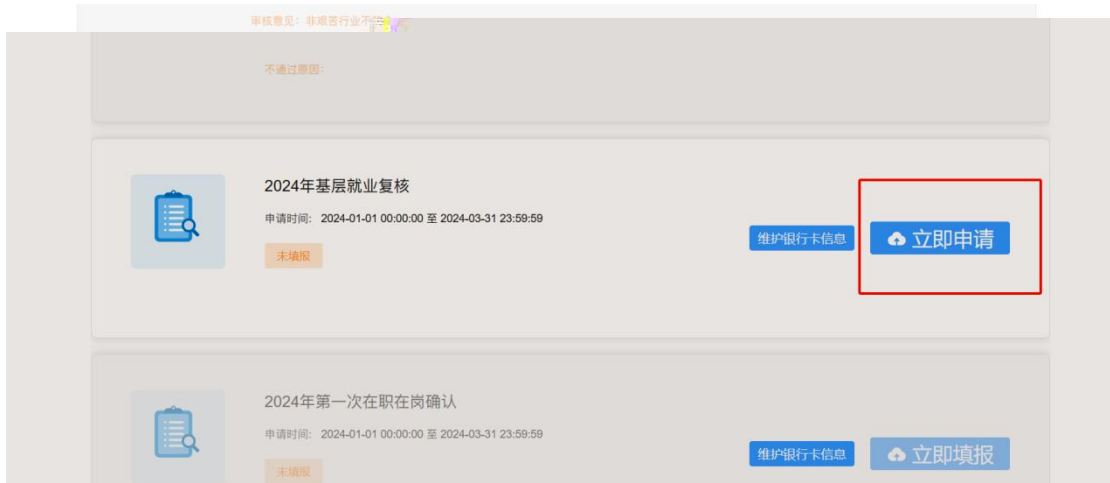 审核意见：非艰苦行业不
不通过原因：
2024年基层就业复核
申请时间： 2024-01-01 00:00:00 至 2024-03-31 23:59:59
维护银行卡信息
立即申请
未填报
2024年第一次在职在岗确认
申请时间： 2024-01-01 00:00:00 至 2024-03-31 23:59:59
维护银行卡信息
立即填报
未填报